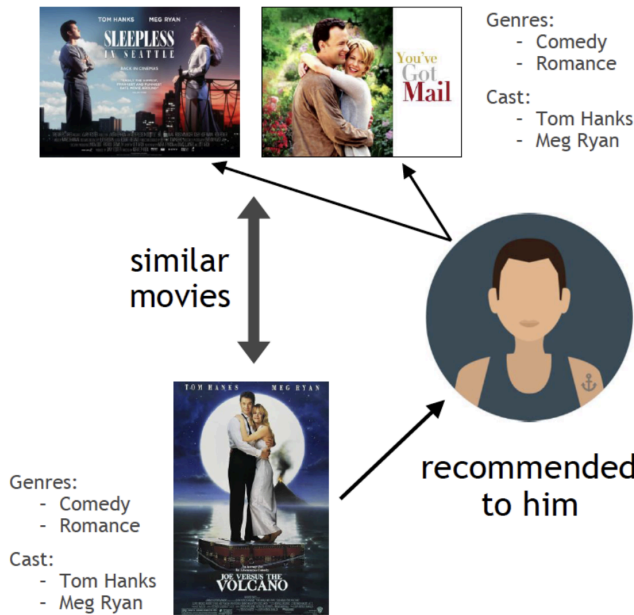 TOM HANKS MEG RYAN
SLEEPLESS
IN SEATTLE
You've
Got
Mail
Genres:
- Comedy
- Romance
Cast:
- Tom Hanks
- Meg Ryan
similar
movies
TOM HANKS MEG RYAN
JOE VERSUS THE
VOLCANO
recommended
to him
Genres:
- Comedy
- Romance
Cast:
- Tom Hanks
- Meg Ryan